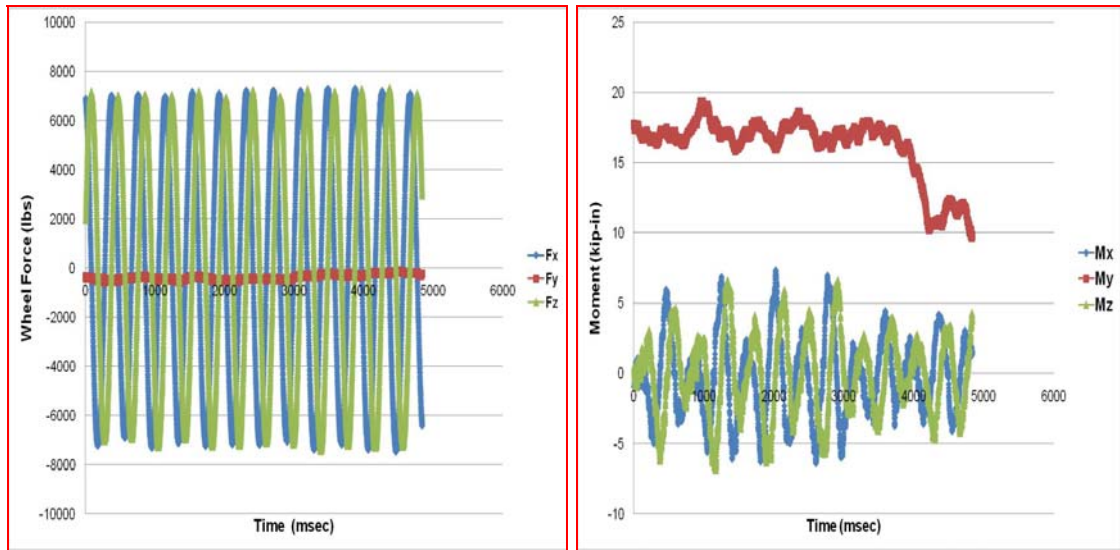 10000
8000
6000
4000
2000
0
-2000
-4000
-6000
-8000
-10000
Wheel Force (lbs)
0 1000 2000 3000 4000 5000 6000
Time (msec)
Fx
Fy
Fz
25
20
15
10
5
0
-5
-10
Moment (kip-in)
0 1000 2000 3000 4000 5000 6000
Time (msec)
Mx
My
Mz